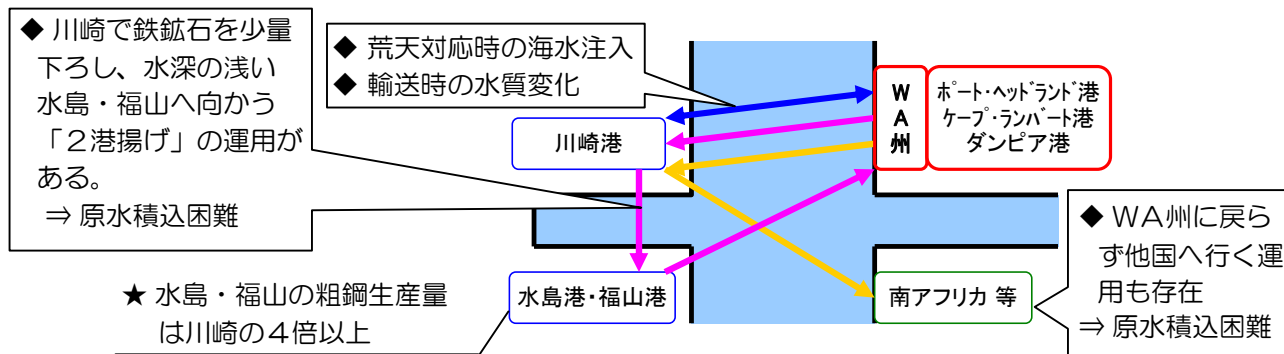 ◆ 川崎で鉄鉱石を少量
下ろし、水深の浅い
水島・福山へ向かう
「２港揚げ」の運用が
ある。
⇒ 原水積込困難
◆ 荒天対応時の海水注入
◆ 輸送時の水質変化
川崎港
WA州
ポート・ヘッドランド港
ケープ・ランバート港
ダンピア港
★ 水島・福山の粗鋼生産量
は川崎の４倍以上
水島港・福山港
南アフリカ 等
◆ ＷＡ州に戻ら
ず他国へ行く運
用も存在
⇒ 原水積込困難